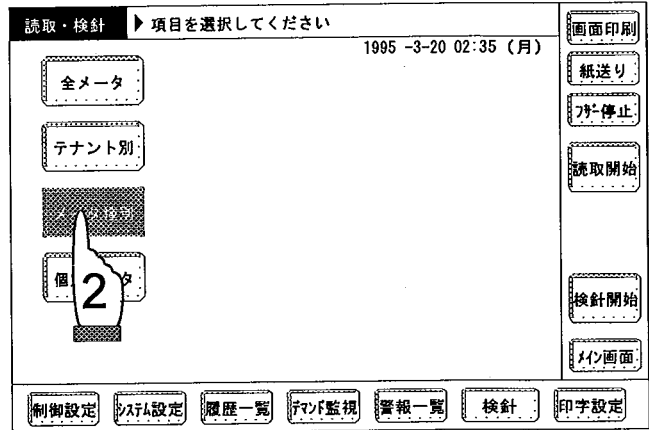 読取・検針 ▶ 項目を選択してください
1995 -3-20 02:35 (月)
全メータ
テナント別
2
画面印刷
紙送り
ブザー停止
読取開始
検針開始
メイン画面
制御設定
システム設定
履歴一覧
デマンド監視
警報一覧
検針
印字設定